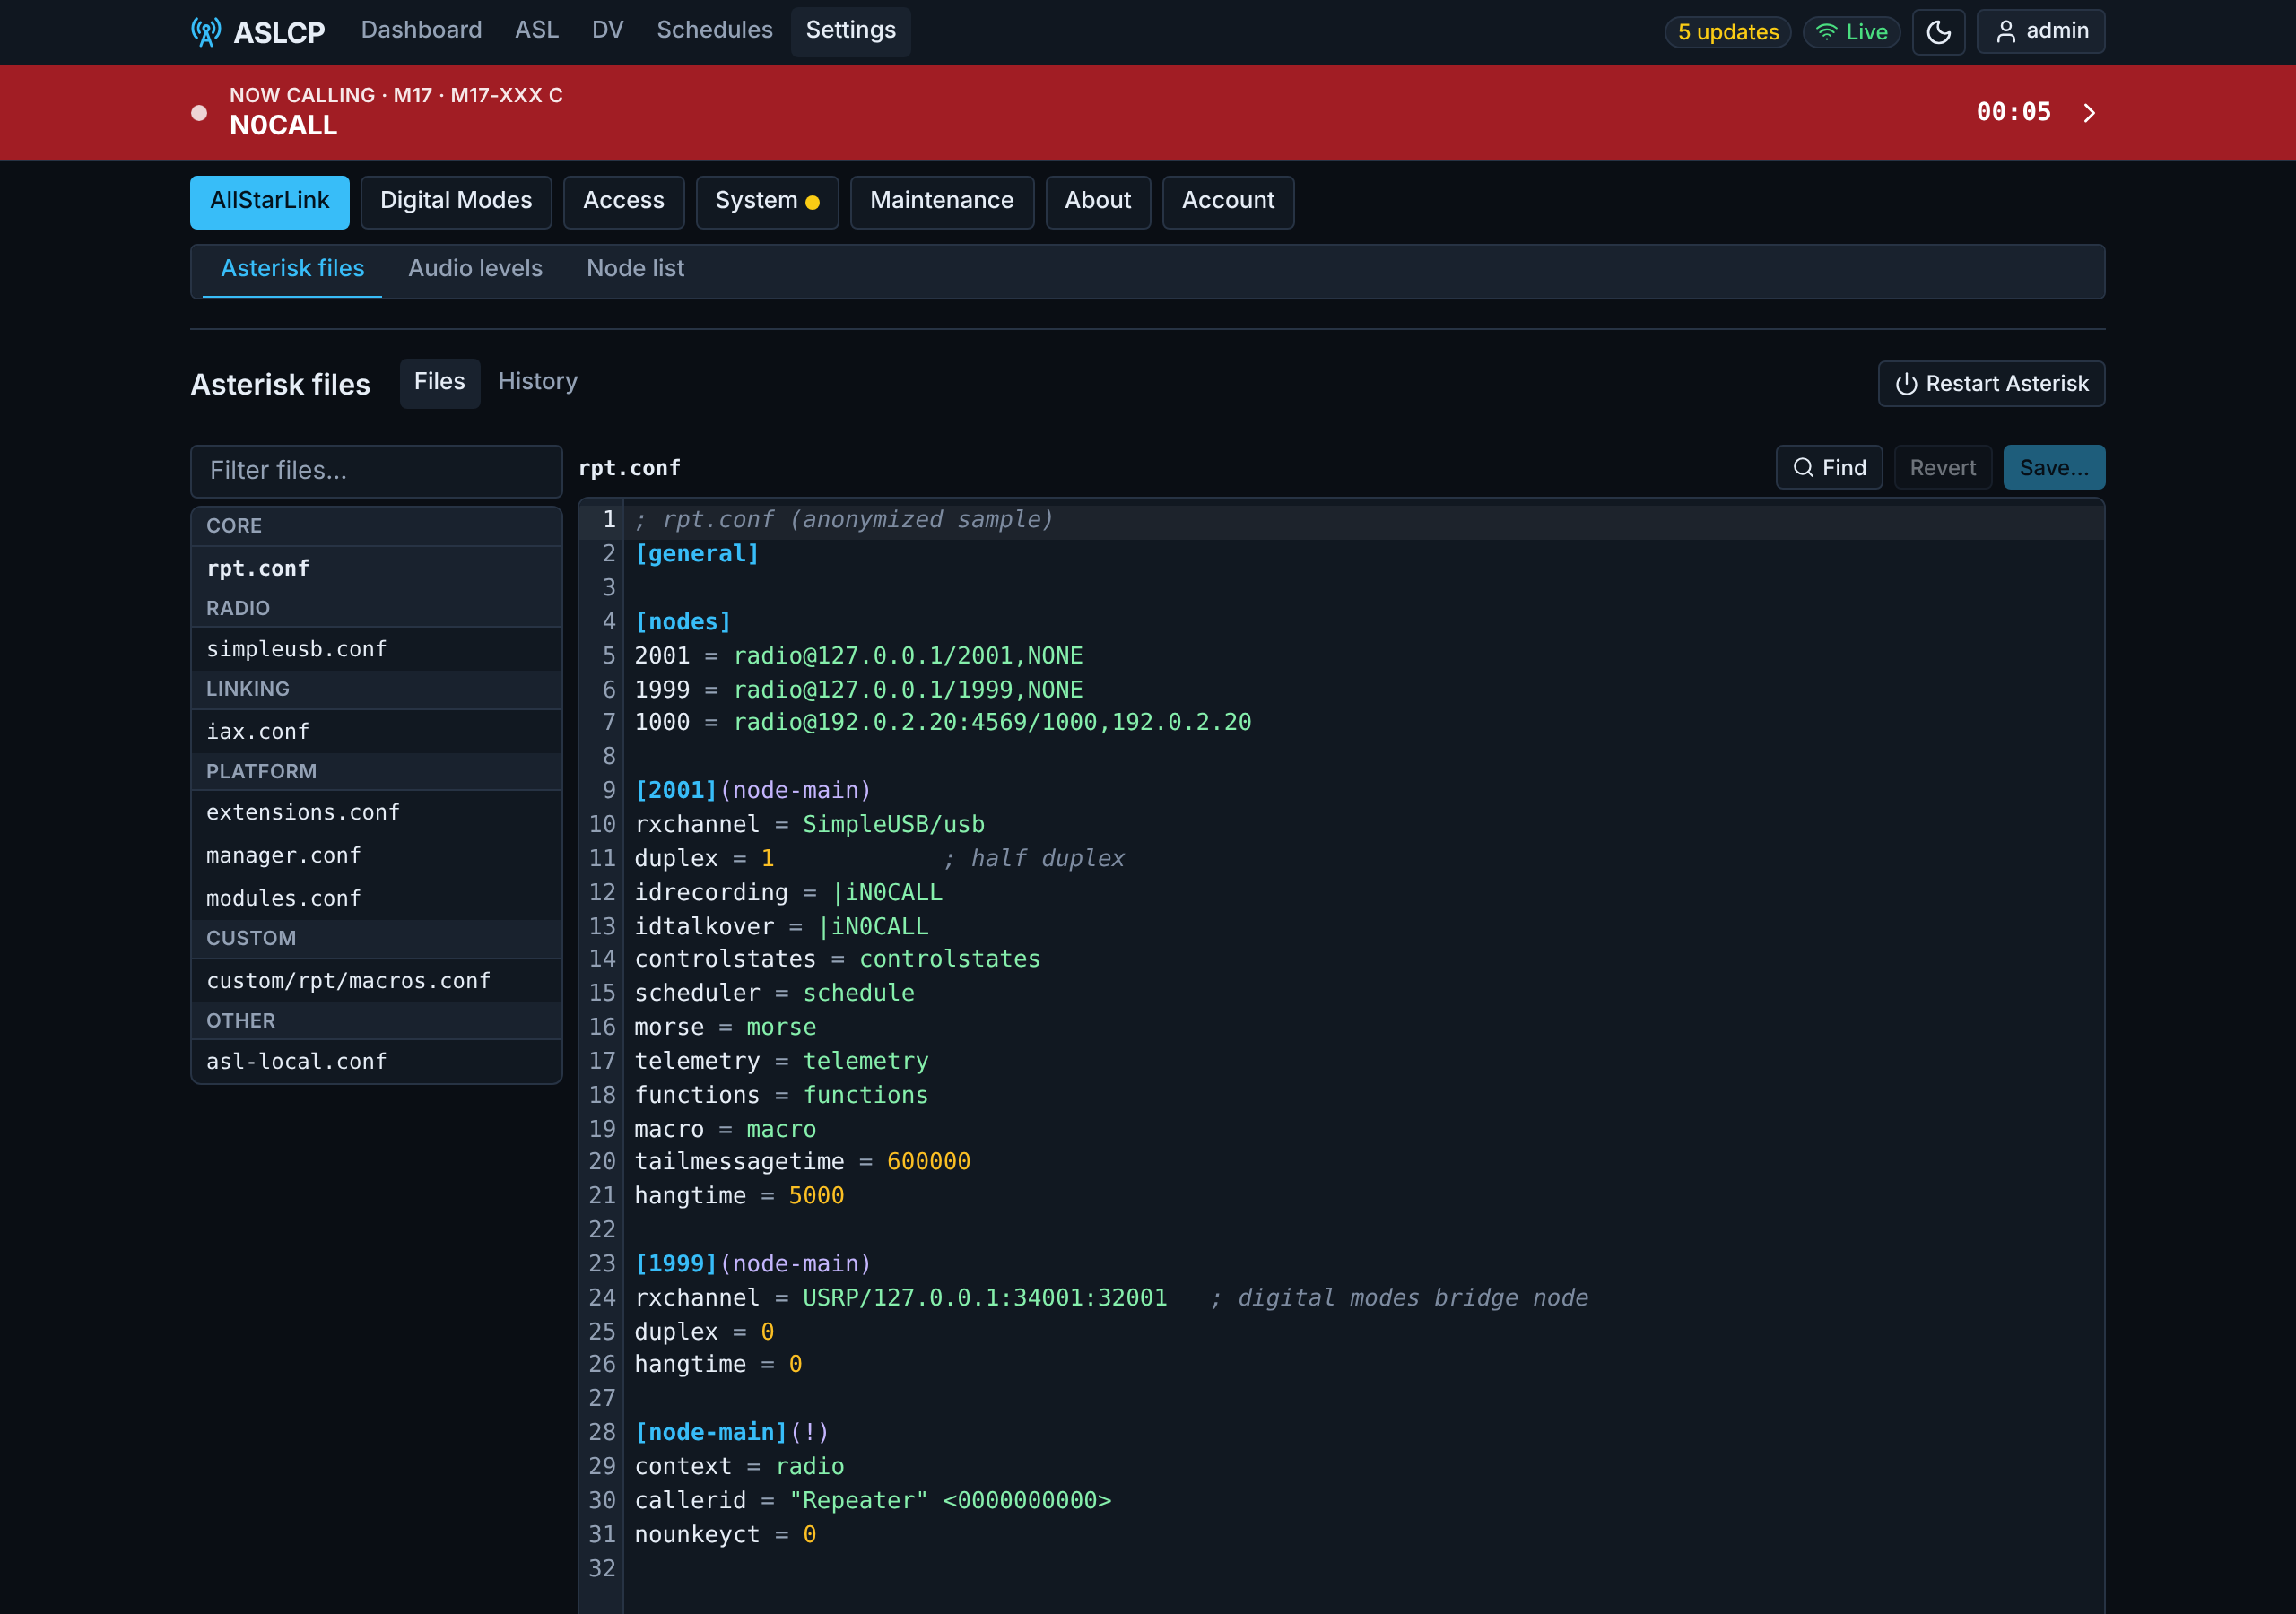 ASLCP Dashboard ASL DV Schedules Settings 5 updates Live admin
NOW CALLING · M17 · M17-XXX C
N0CALL
00:05
AllStarLink Digital Modes Access System Maintenance About Account
Asterisk files Audio levels Node list
Asterisk files Files History Restart Asterisk
Filter files...
CORE
rpt.conf
RADIO
simpleusb.conf
LINKING
iax.conf
PLATFORM
extensions.conf
manager.conf
modules.conf
CUSTOM
custom/rpt/macros.conf
OTHER
asl-local.conf
rpt.conf Find Revert Save...
1 ; rpt.conf (anonymized sample)
2 [general]
3
4 [nodes]
5 2001 = radio@127.0.0.1/2001,NONE
6 1999 = radio@127.0.0.1/1999,NONE
7 1000 = radio@192.0.2.20:4569/1000,192.0.2.20
8
9 [2001](node-main)
10 rxchannel = SimpleUSB/usb
11 duplex = 1 ; half duplex
12 idrecording = |iN0CALL
13 idtalkover = |iN0CALL
14 controlstates = controlstates
15 scheduler = schedule
16 morse = morse
17 telemetry = telemetry
18 functions = functions
19 macro = macro
20 tailmessagetime = 600000
21 hangtime = 5000
22
23 [1999](node-main)
24 rxchannel = USRP/127.0.0.1:34001:32001 ; digital modes bridge node
25 duplex = 0
26 hangtime = 0
27
28 [node-main](!)
29 context = radio
30 callerid = "Repeater" <0000000000>
31 nounkeyct = 0
32